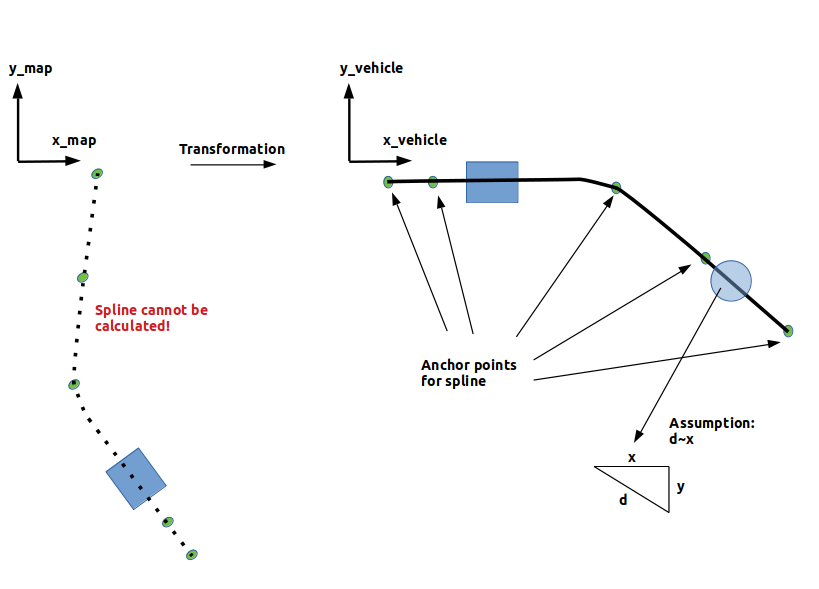 y_map
x_map
Transformation
y_vehicle
x_vehicle
Spline cannot be
calculated!
Anchor points
for spline
Assumption:
d~x
x
y
d